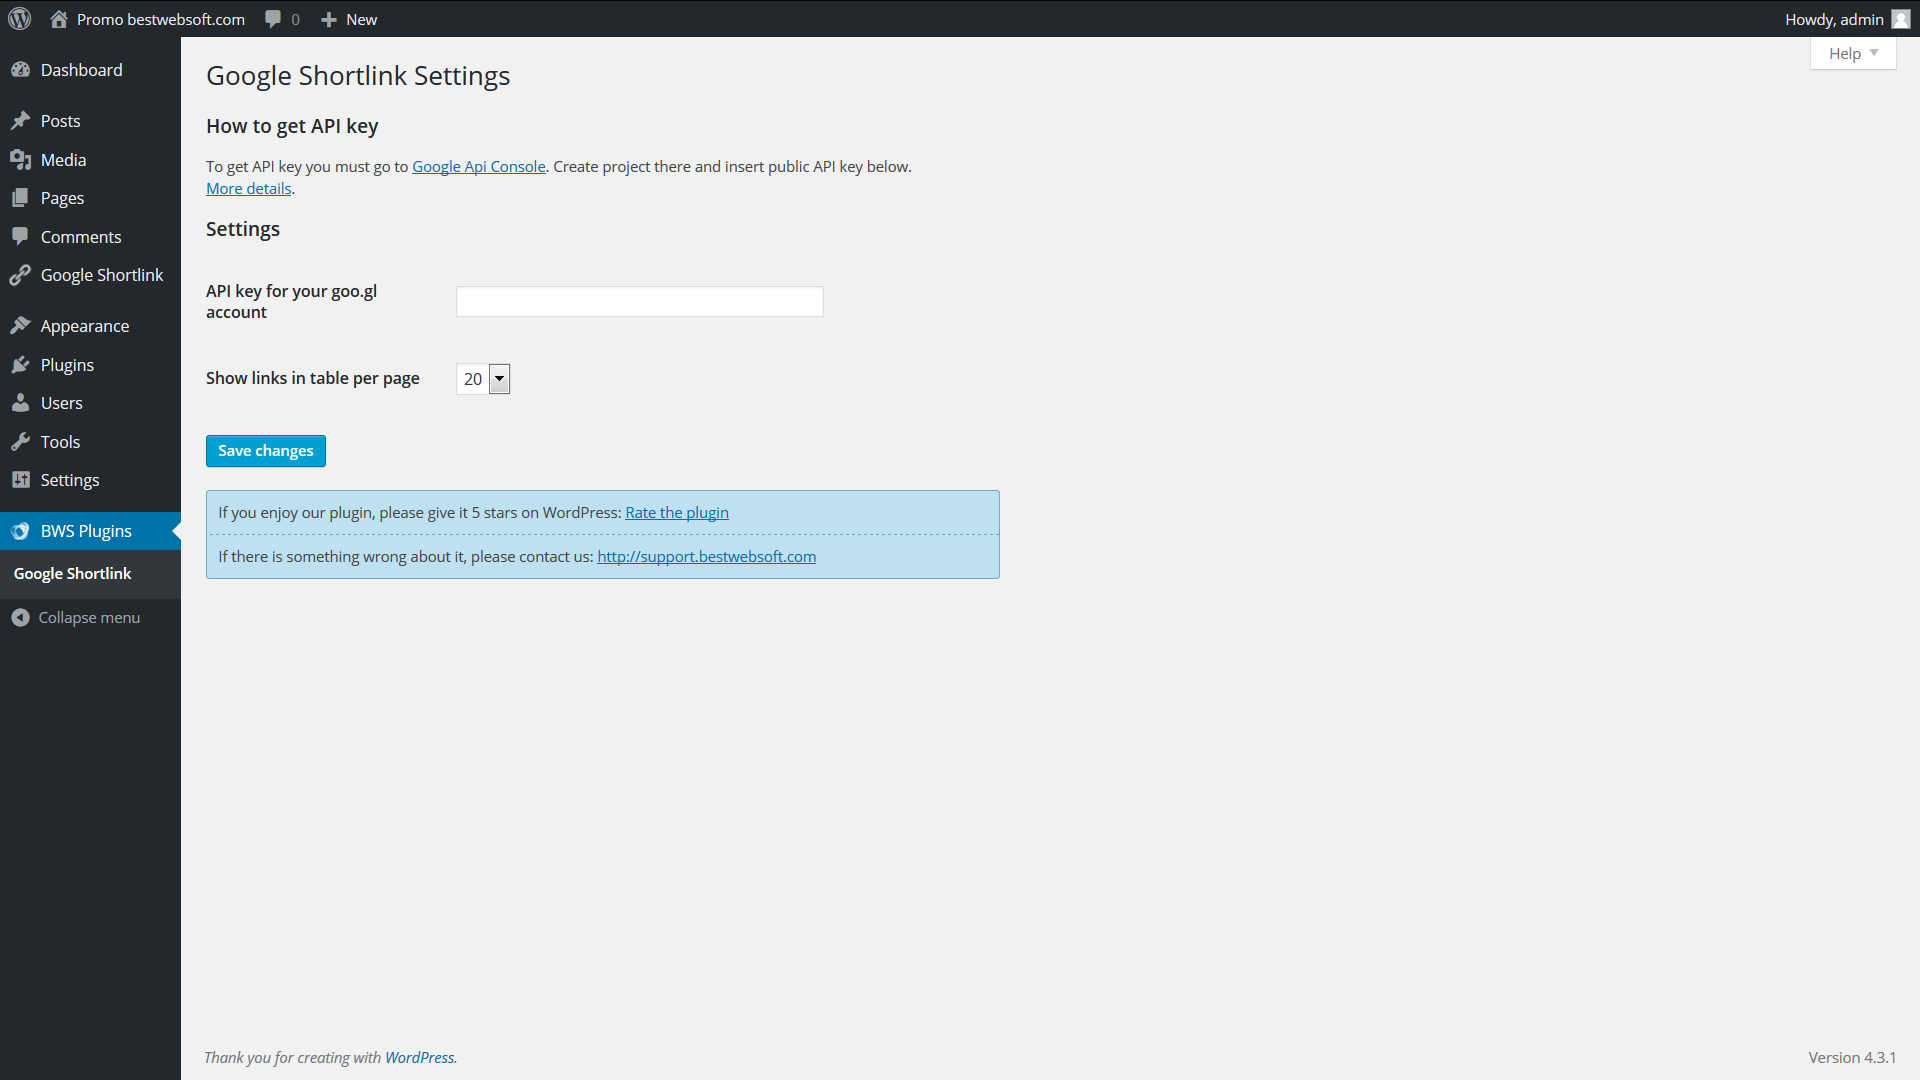 Promo bestwebsoft.com 0 New Howdy, admin
Help
Dashboard
Posts
Media
Pages
Comments
Google Shortlink
Appearance
Plugins
Users
Tools
Settings
BWS Plugins
Google Shortlink
Collapse menu
Google Shortlink Settings
How to get API key
To get API key you must go to Google Api Console. Create project there and insert public API key below.
More details.
Settings
API key for your goo.gl
account
Show links in table per page 20
Save changes
If you enjoy our plugin, please give it 5 stars on WordPress: Rate the plugin
If there is something wrong about it, please contact us: http://support.bestwebsoft.com
Thank you for creating with WordPress. Version 4.3.1